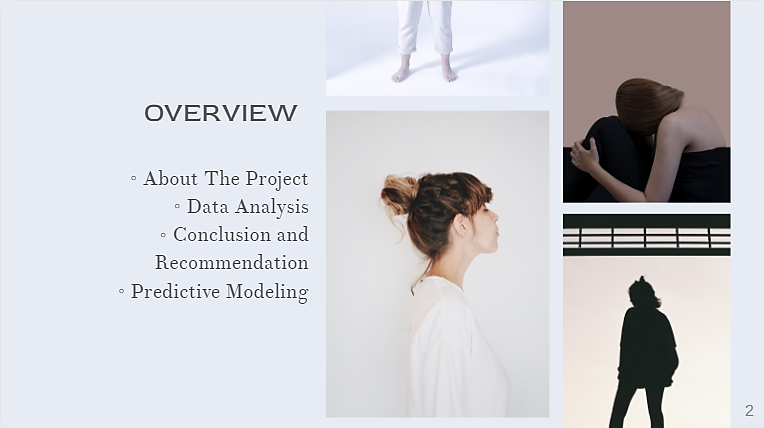 OVERVIEW
◦ About The Project
◦ Data Analysis
◦ Conclusion and
Recommendation
◦ Predictive Modeling
2